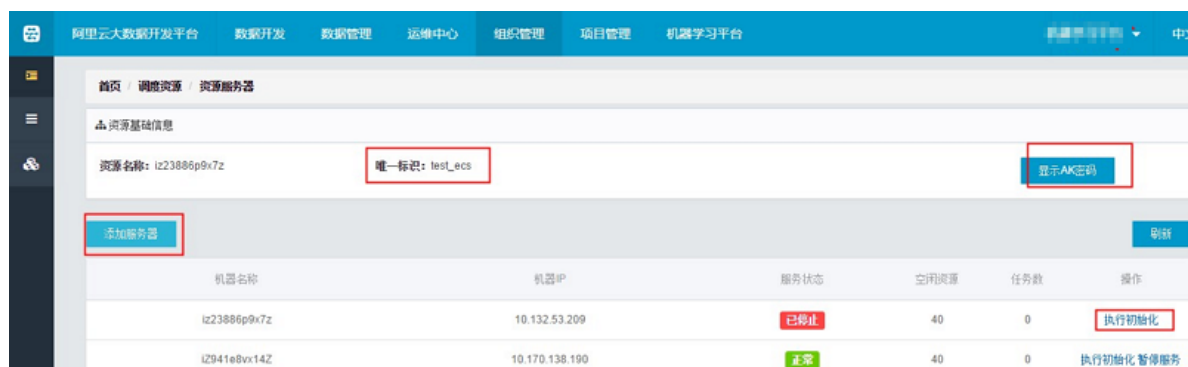 阿里云大数据开发平台 数据开发 数据管理 运维中心 组织管理 项目管理 机器学习平台
首页 / 调度资源 / 资源服务器
资源基础信息
资源名称：iz23886p9x7z 唯一标识：test_ecs 显示AK密码
添加服务器 刷新
机器名称 机器IP 服务状态 空闲资源 任务数 操作
iz23886p9x7z 10.132.53.209 已停止 40 0 执行初始化
iZ941e8vx14Z 10.170.138.190 正常 40 0 执行初始化 暂停服务